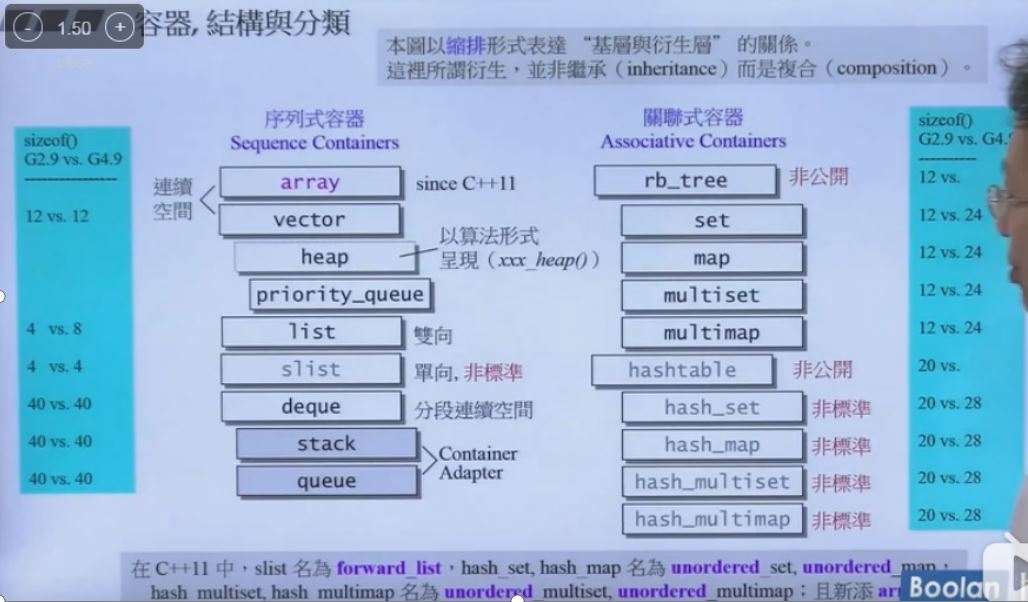 - 1.50 +
容器, 結構與分類
本圖以縮排形式表達 “基層與衍生層” 的關係。
這裡所謂衍生，並非繼承（inheritance）而是複合（composition）。
sizeof()
G2.9 vs. G4.9
12 vs. 12
4 vs. 8
4 vs. 4
40 vs. 40
40 vs. 40
40 vs. 40
序列式容器
Sequence Containers
連續
空間
array
since C++11
vector
heap
以算法形式
呈現（xxx_heap()）
priority_queue
list
雙向
slist
單向, 非標準
deque
分段連續空間
stack
queue
Container
Adapter
關聯式容器
Associative Containers
rb_tree
非公開
set
map
multiset
multimap
hashtable
非公開
hash_set
非標準
hash_map
非標準
hash_multiset
非標準
hash_multimap
非標準
sizeof()
G2.9 vs. G4.9
12 vs.
12 vs. 24
12 vs. 24
12 vs. 24
12 vs. 24
20 vs.
20 vs. 28
20 vs. 28
20 vs. 28
20 vs. 28
在 C++11 中，slist 名為 forward_list，hash_set, hash_map 名為 unordered_set, unordered_map，
hash_multiset, hash_multimap 名為 unordered_multiset, unordered_multimap；且新添
Boolan